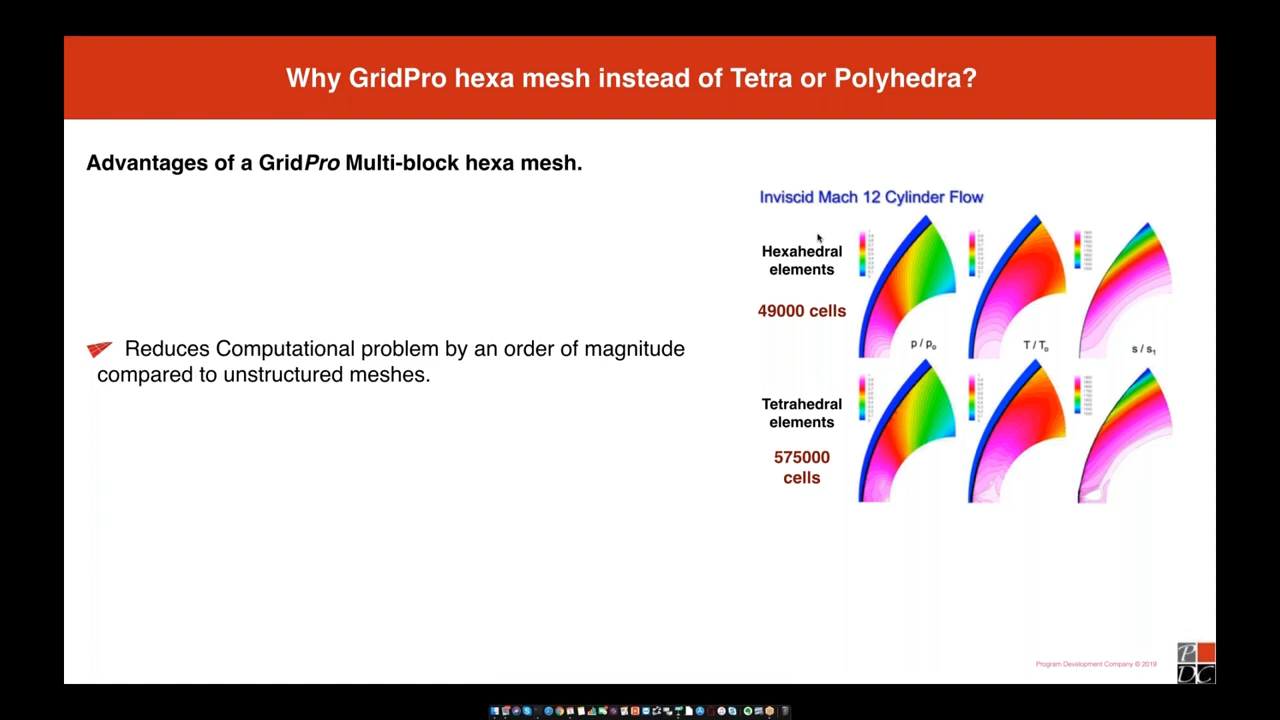 Why GridPro hexa mesh instead of Tetra or Polyhedra?
Advantages of a GridPro Multi-block hexa mesh.
Inviscid Mach 12 Cylinder Flow
Hexahedral
elements
49000 cells
Reduces Computational problem by an order of magnitude
compared to unstructured meshes.
p / p₀
T / T₀
s / s₁
Tetrahedral
elements
575000
cells
Program Development Company © 2019
P
DC